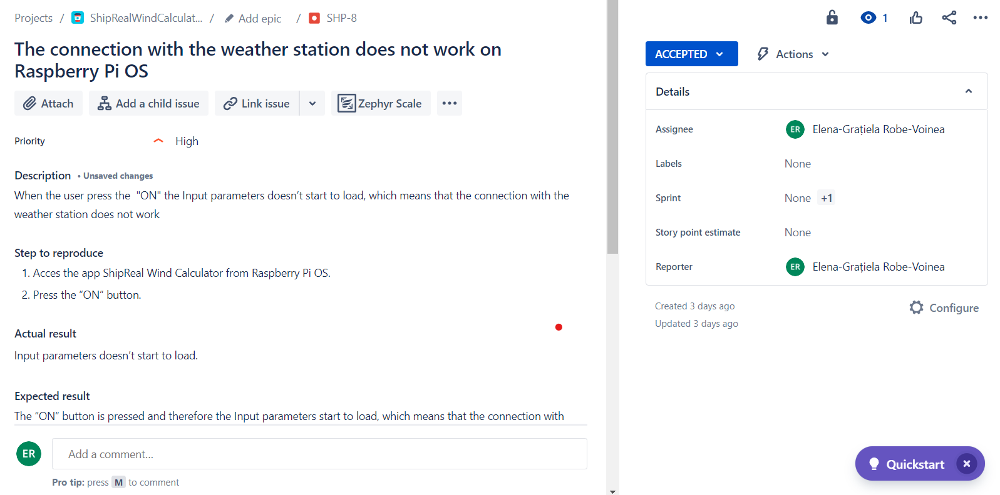 Projects / ShipRealWindCalculat... / Add epic / SHP-8
1
The connection with the weather station does not work on
Raspberry Pi OS
ACCEPTED
Actions
Attach
Add a child issue
Link issue
Zephyr Scale
Priority
High
Description • Unsaved changes
When the user press the  "ON" the Input parameters doesn’t start to load, which means that the connection with the
weather station does not work
Step to reproduce
1. Acces the app ShipReal Wind Calculator from Raspberry Pi OS.
2. Press the “ON” button.
Actual result
Input parameters doesn’t start to load.
Expected result
The “ON” button is pressed and therefore the Input parameters start to load, which means that the connection with
ER
Add a comment...
Pro tip: press M to comment
Details
Assignee
ER Elena-Grațiela Robe-Voinea
Labels
None
Sprint
None +1
Story point estimate
None
Reporter
ER Elena-Grațiela Robe-Voinea
Created 3 days ago
Updated 3 days ago
Configure
Quickstart